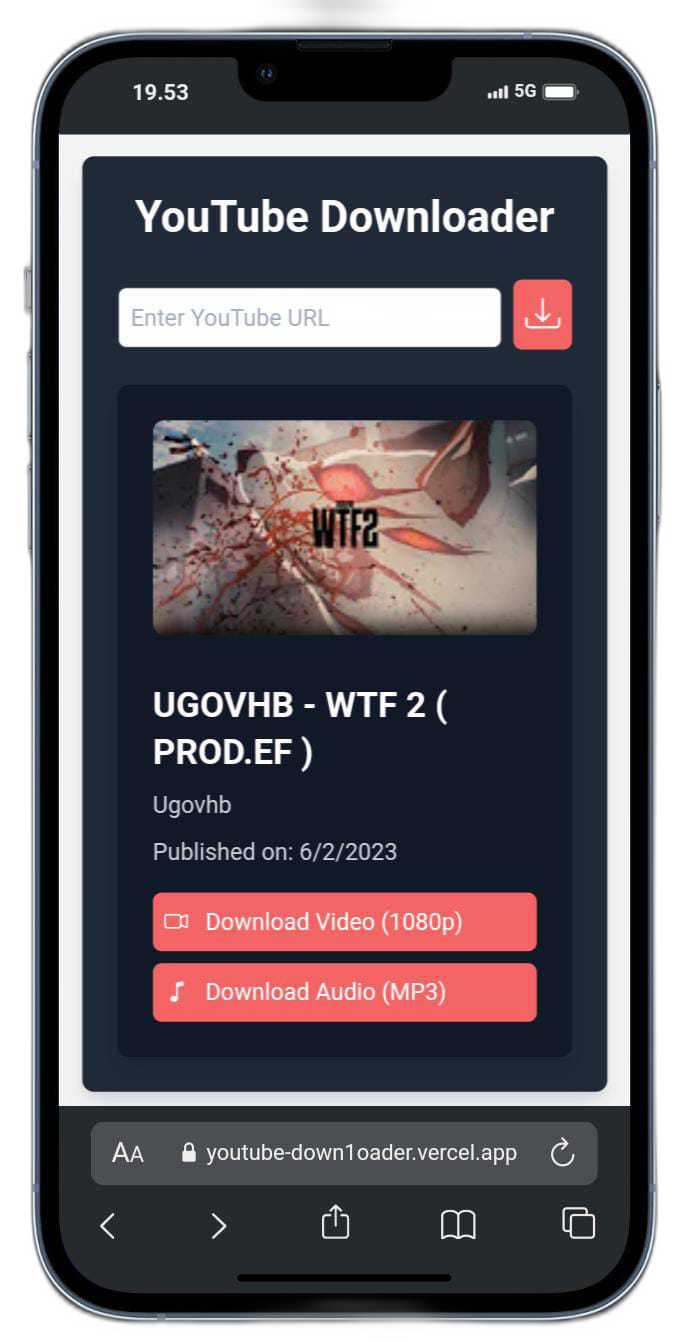 19.53
5G
YouTube Downloader
Enter YouTube URL
WTF2
UGOVHB - WTF 2 (
PROD.EF )
Ugovhb
Published on: 6/2/2023
Download Video (1080p)
Download Audio (MP3)
AA youtube-down1oader.vercel.app